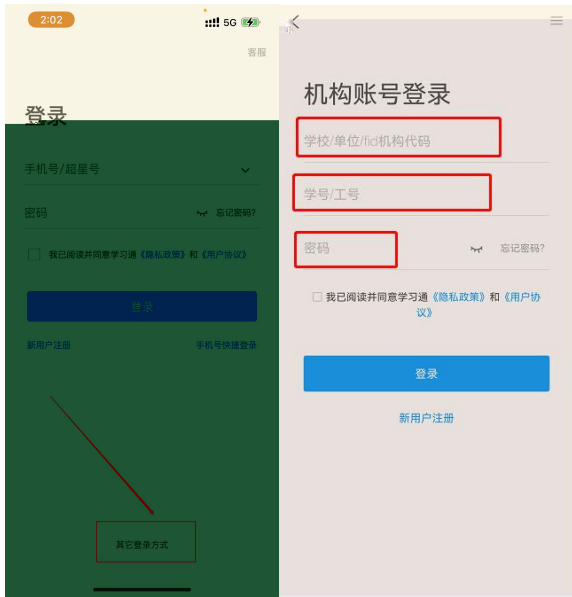 2:02
5G
客服
登录
手机号/超星号
密码
忘记密码?
我已阅读并同意学习通《隐私政策》和《用户协议》
登录
新用户注册
手机号快捷登录
其它登录方式
机构账号登录
学校/单位/fid机构代码
学号/工号
密码
忘记密码?
我已阅读并同意学习通《隐私政策》和《用户协
议》
登录
新用户注册